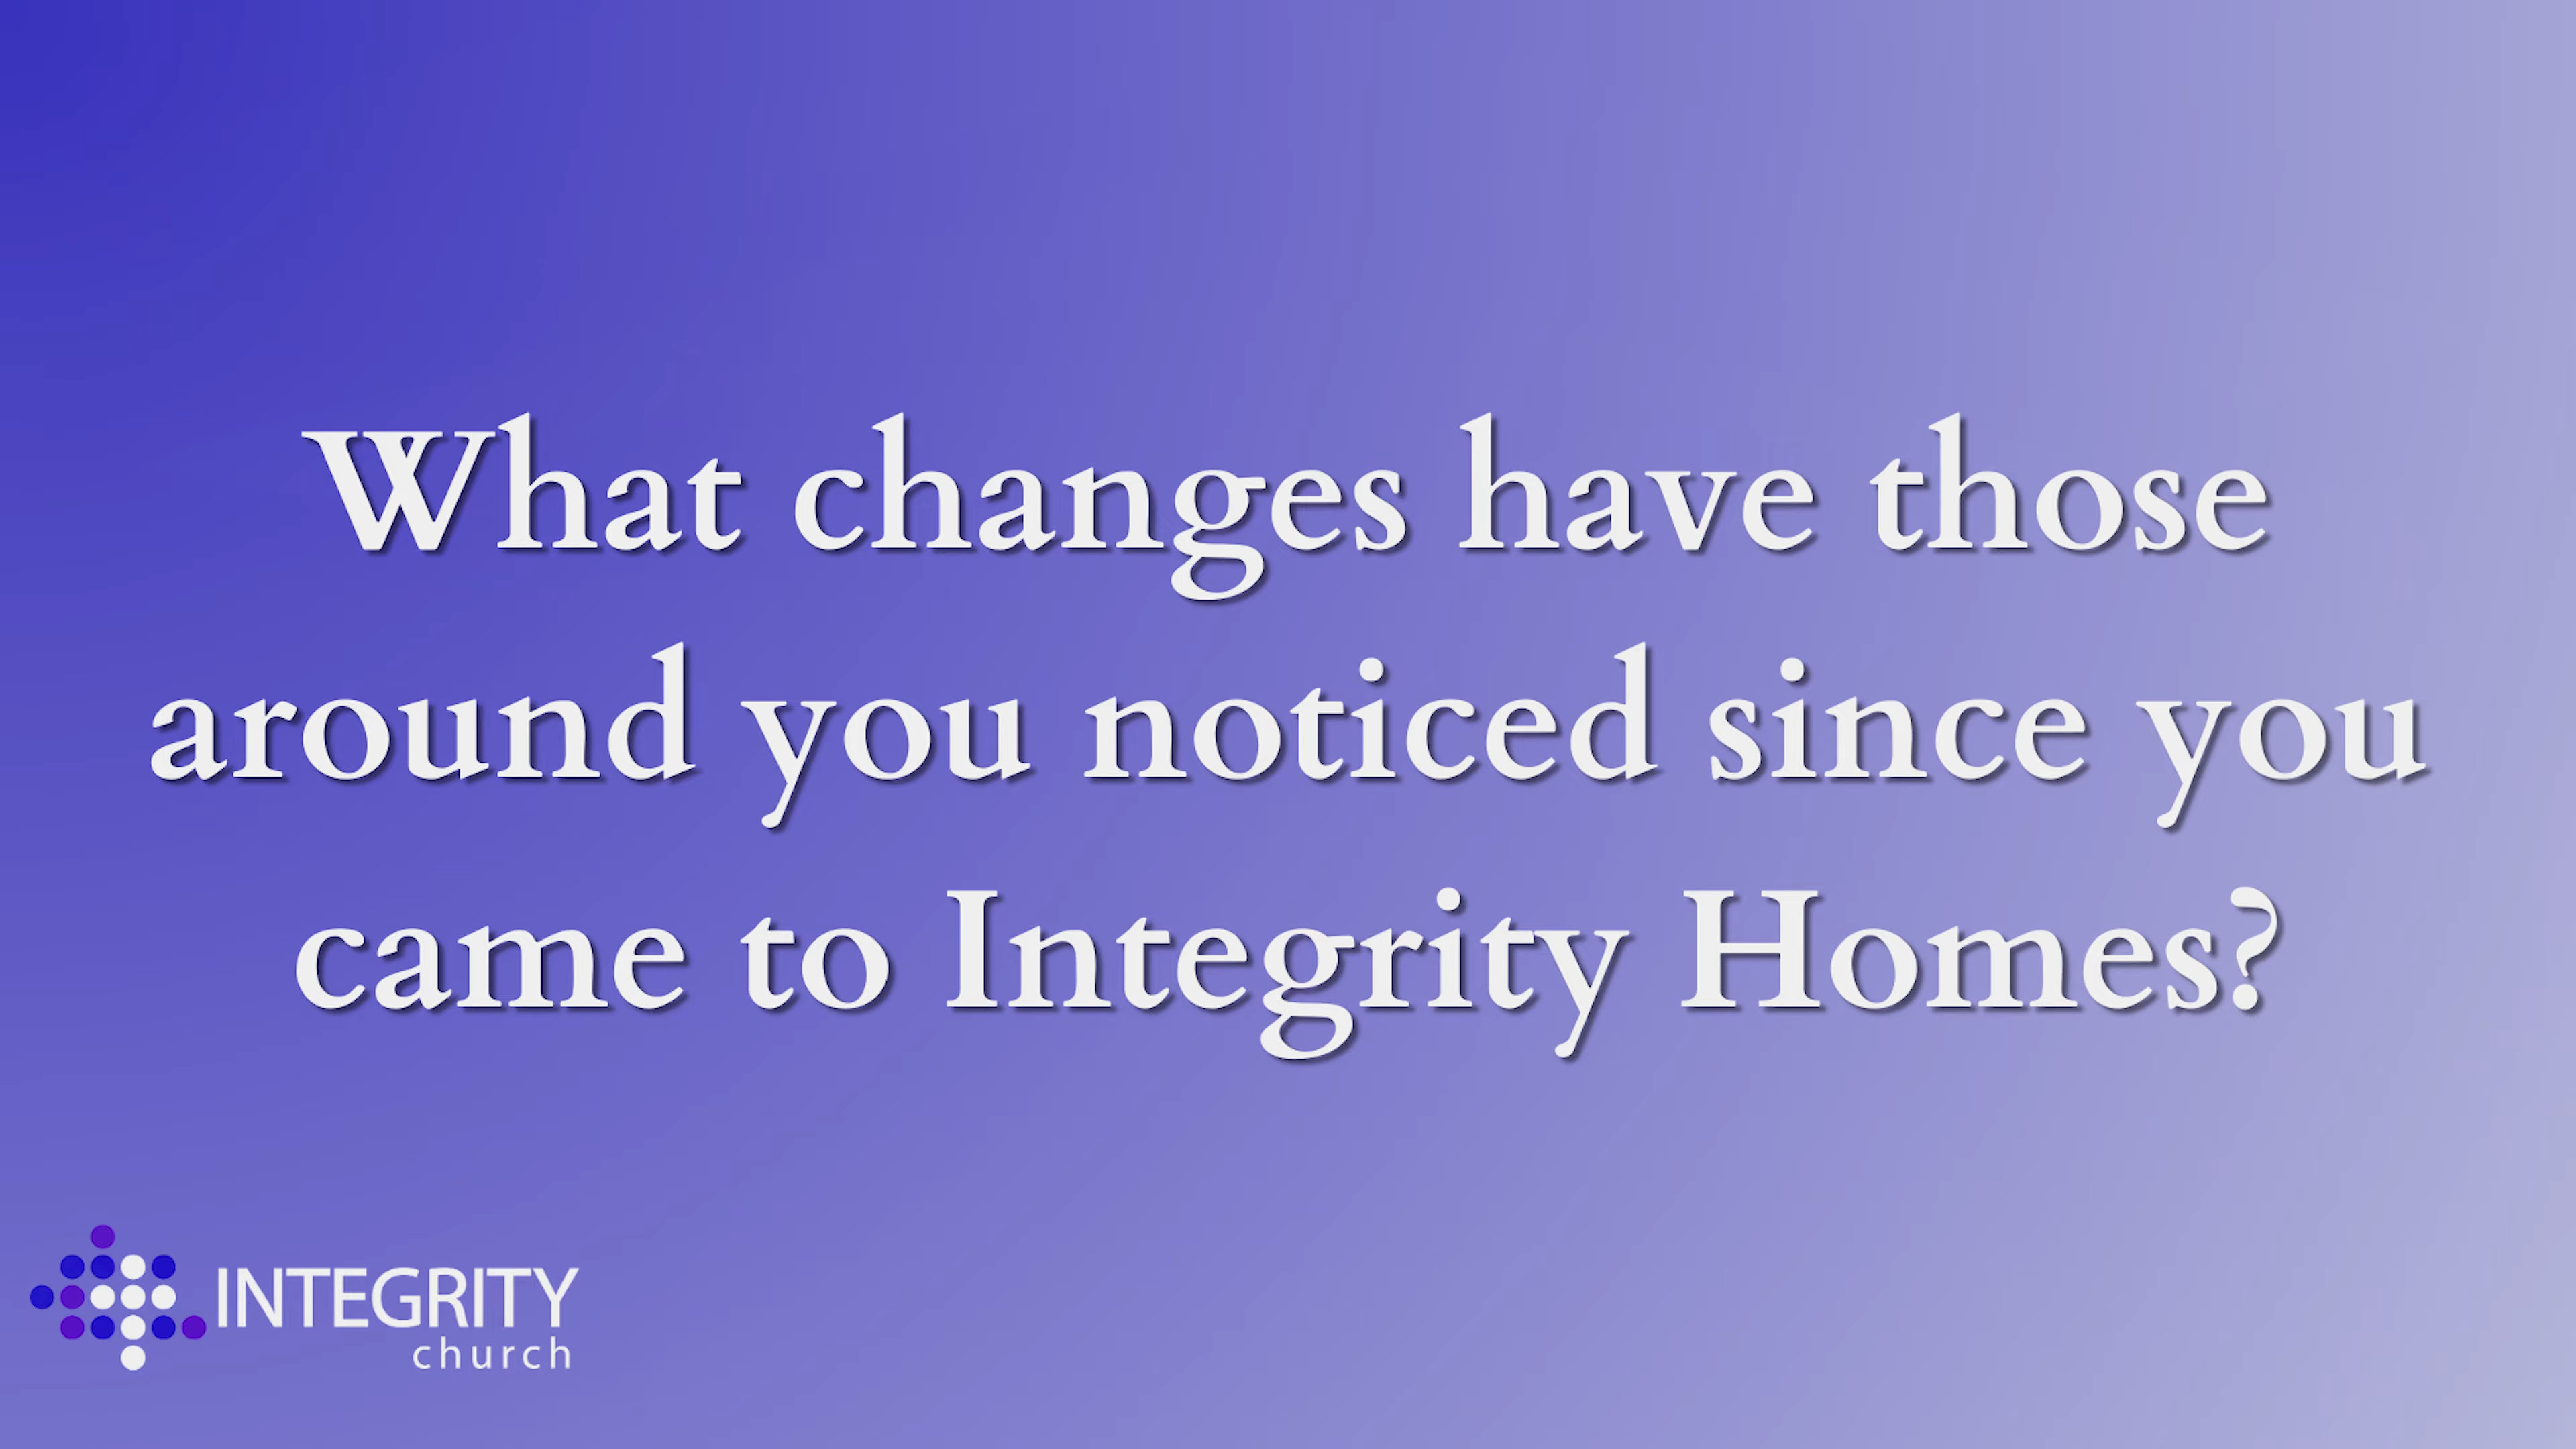 What changes have those
around you noticed since you
came to Integrity Homes?
INTEGRITY
church